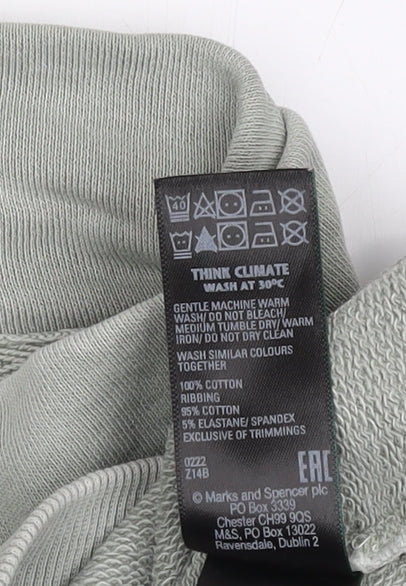 40
THINK CLIMATE
WASH AT 30ºC
GENTLE MACHINE WARM
WASH/ DO NOT BLEACH/
MEDIUM TUMBLE DRY/ WARM
IRON/ DO NOT DRY CLEAN
WASH SIMILAR COLOURS
TOGETHER
100% COTTON
RIBBING
95% COTTON
5% ELASTANE/ SPANDEX
EXCLUSIVE OF TRIMMINGS
0222
Z14B
EAC
© Marks and Spencer plc
PO Box 3339
Chester CH99 9QS
M&S, PO Box 13022
Ravensdale, Dublin 2